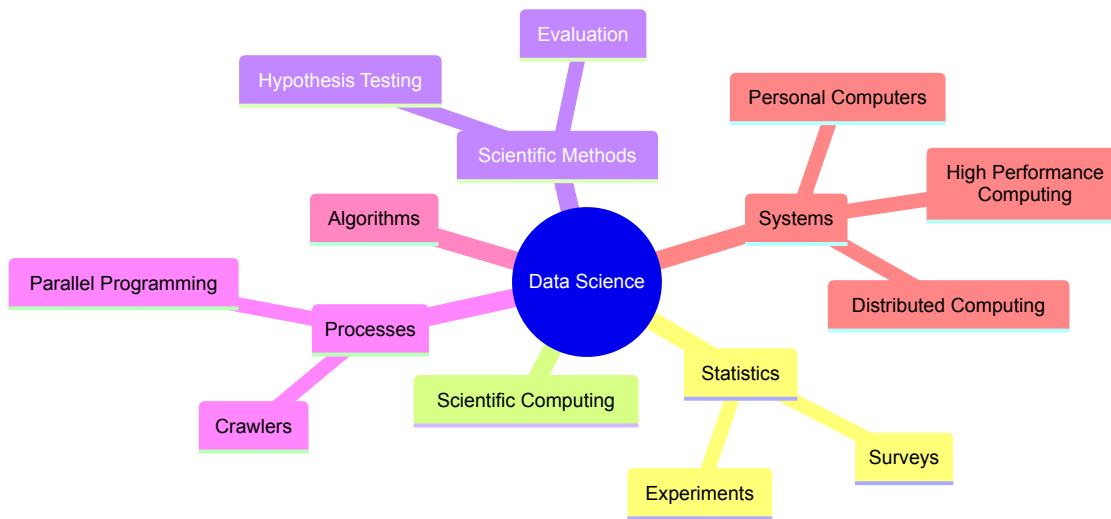 Evaluation
Hypothesis Testing
Personal Computers
Scientific Methods
High Performance
Computing
Algorithms
Systems
Data Science
Parallel Programming
Distributed Computing
Processes
Statistics
Scientific Computing
Crawlers
Surveys
Experiments